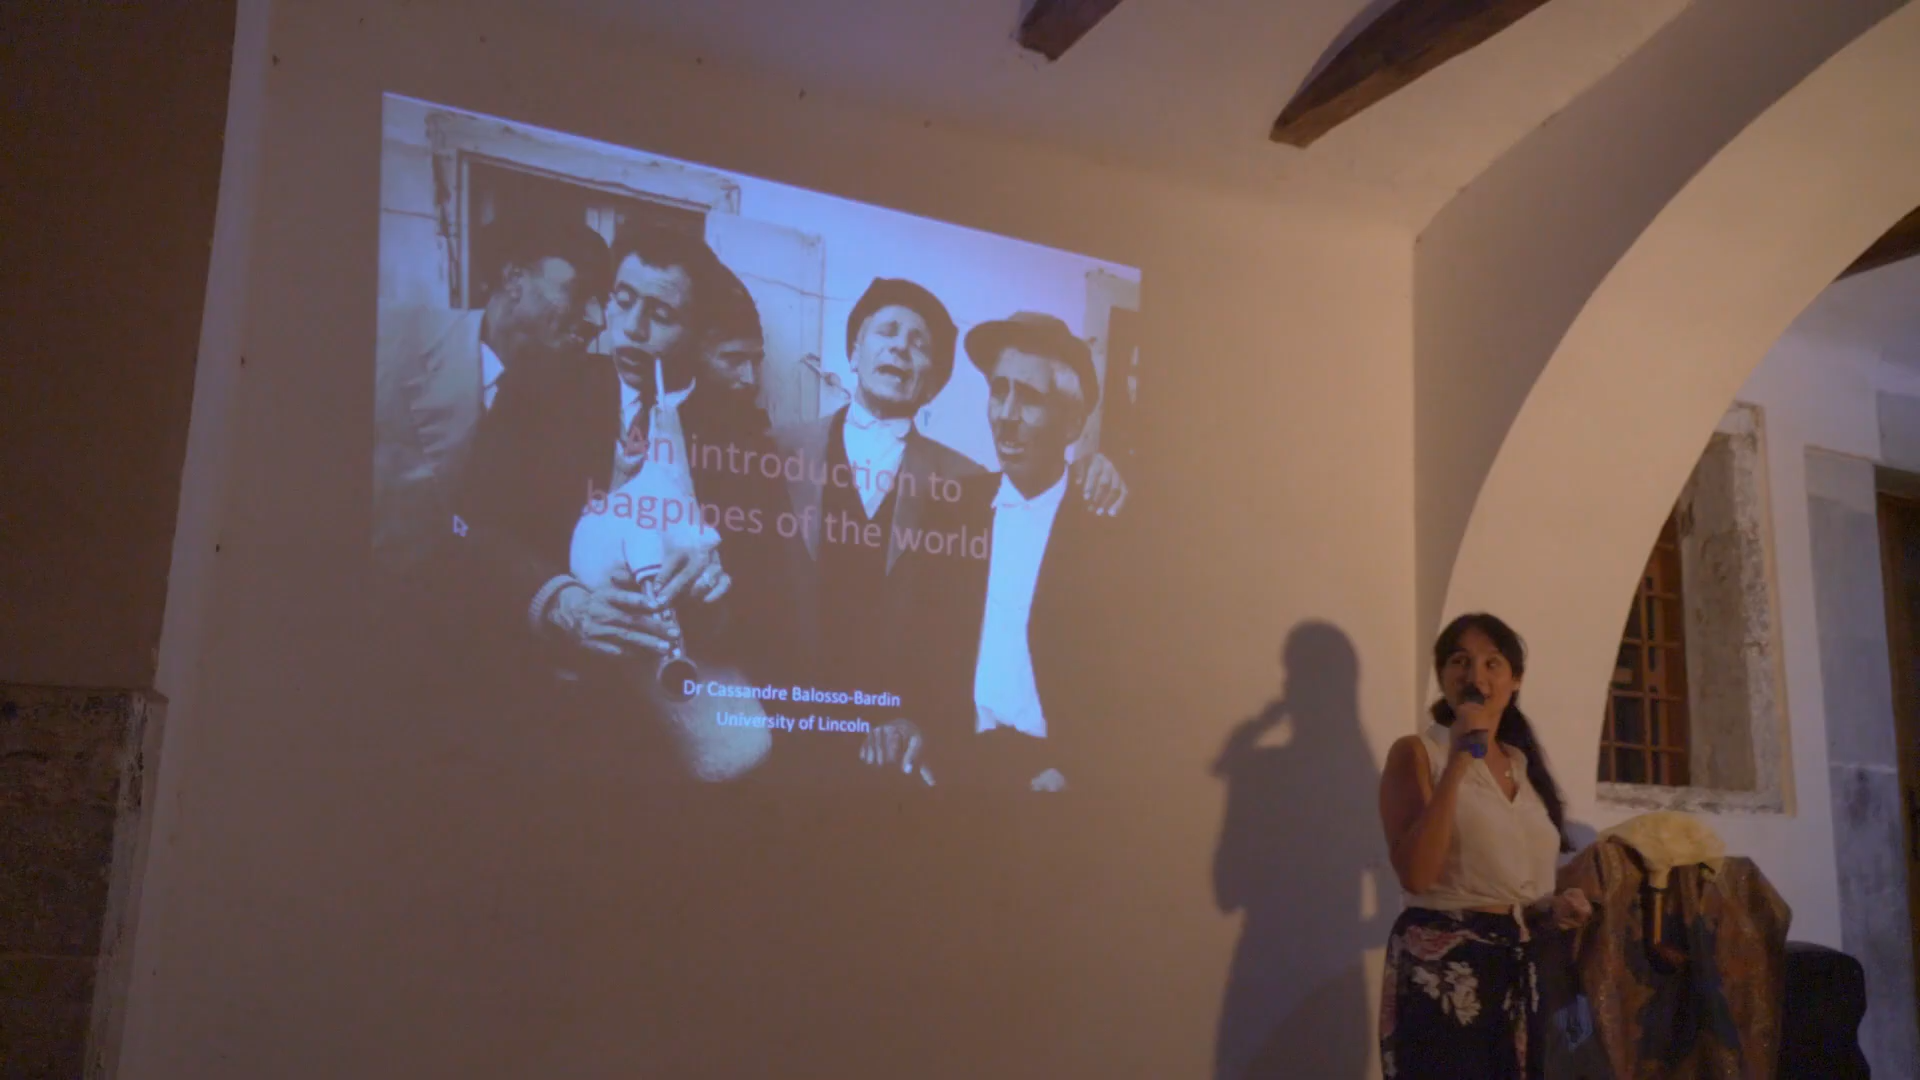 An introduction to
bagpipes of the world
Dr Cassandre Balosso-Bardin
University of Lincoln